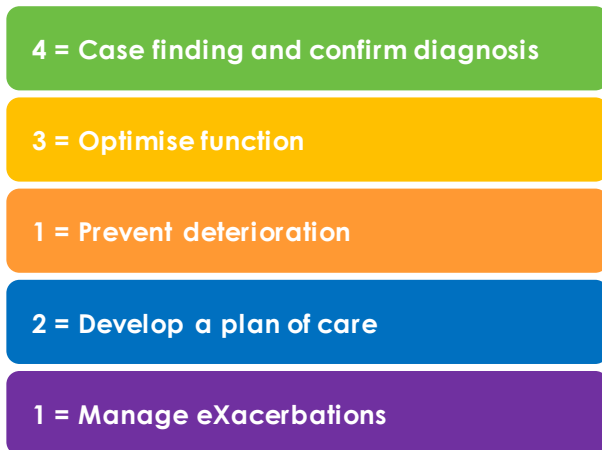 4 = Case finding and confirm diagnosis
3 = Optimise function
1 = Prevent deterioration
2 = Develop a plan of care
1 = Manage eXacerbations